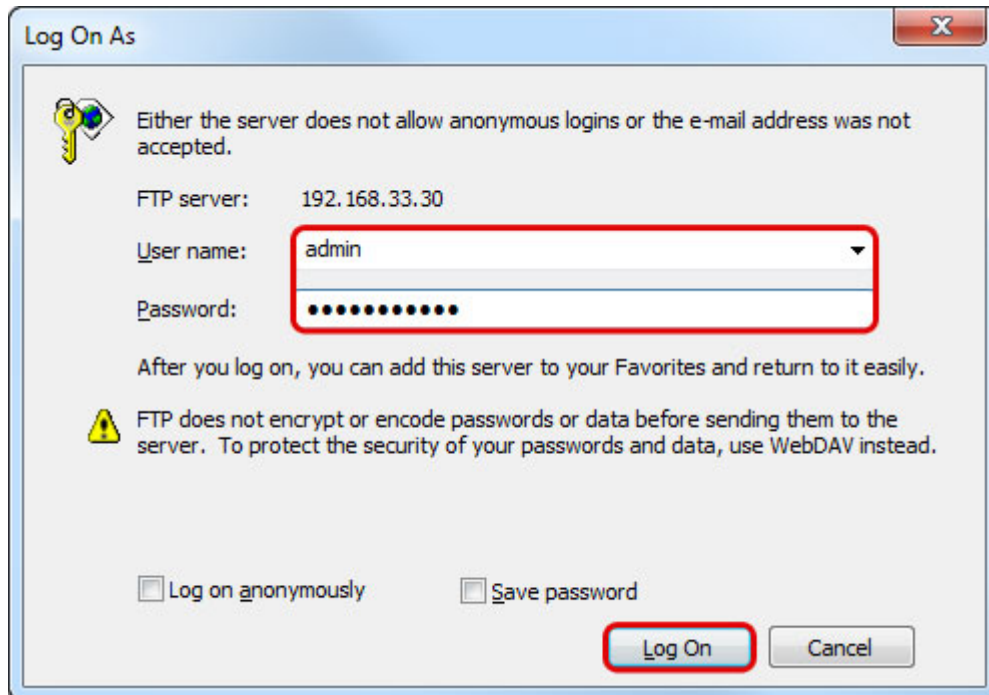 Log On As
Either the server does not allow anonymous logins or the e-mail address was not
accepted.
FTP server: 192.168.33.30
User name: admin
Password: •••••••••••
After you log on, you can add this server to your Favorites and return to it easily.
FTP does not encrypt or encode passwords or data before sending them to the
server.  To protect the security of your passwords and data, use WebDAV instead.
Log on anonymously Save password
Log On Cancel